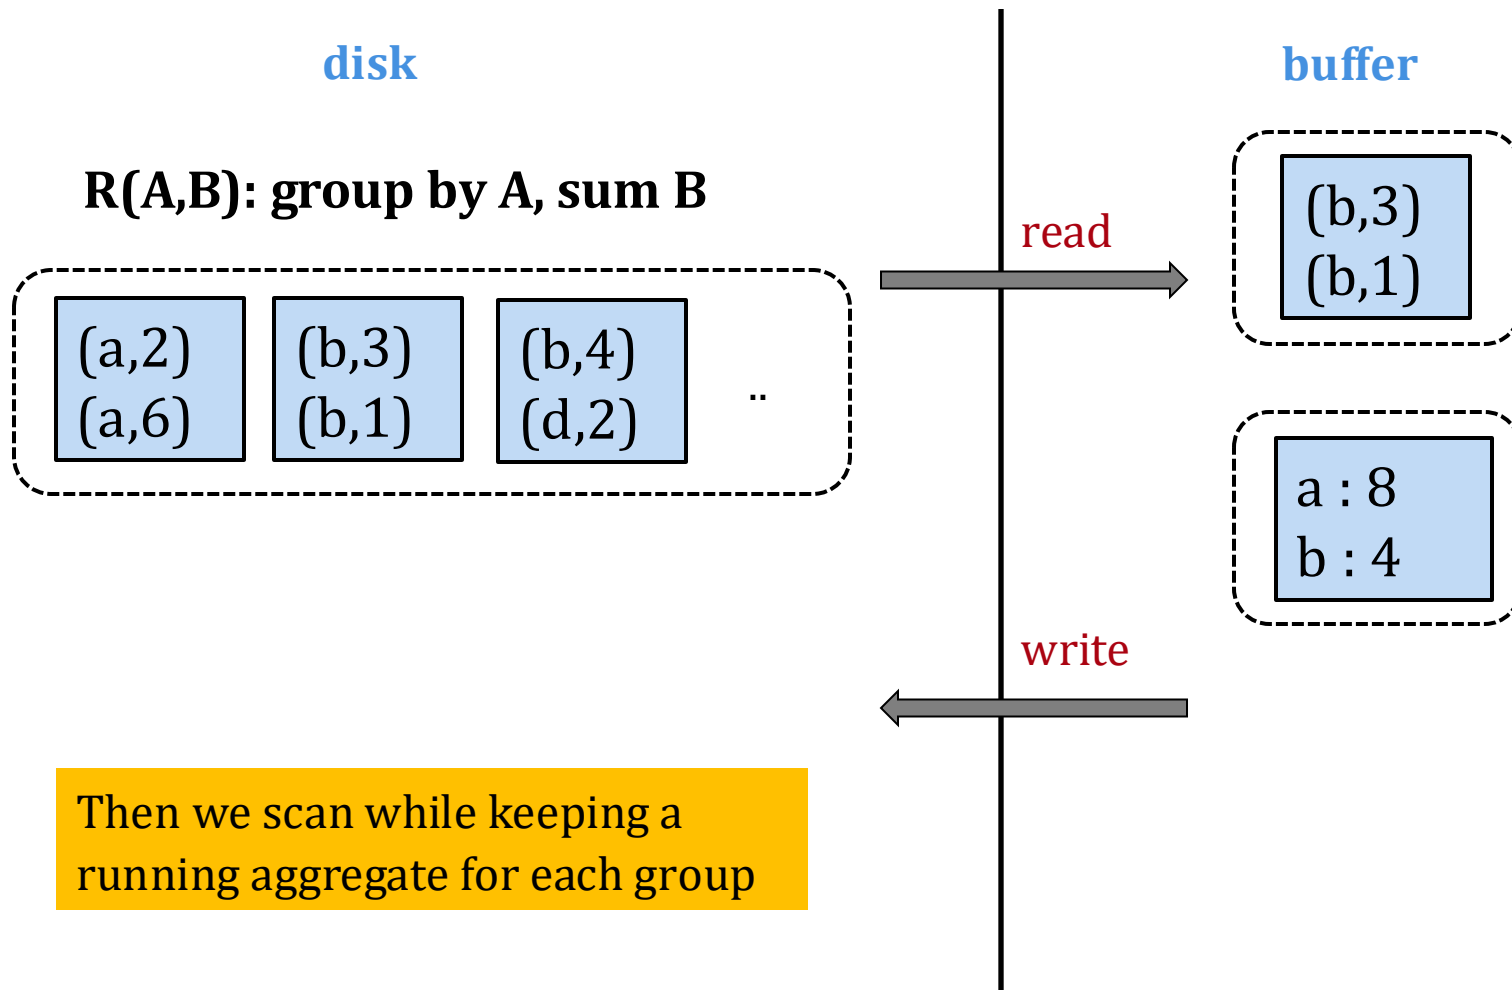 disk
buffer
R(A,B): group by A, sum B
read
(b,3)
(b,1)
(a,2)
(a,6)
(b,3)
(b,1)
(b,4)
(d,2)
..
a : 8
b : 4
write
Then we scan while keeping a
running aggregate for each group